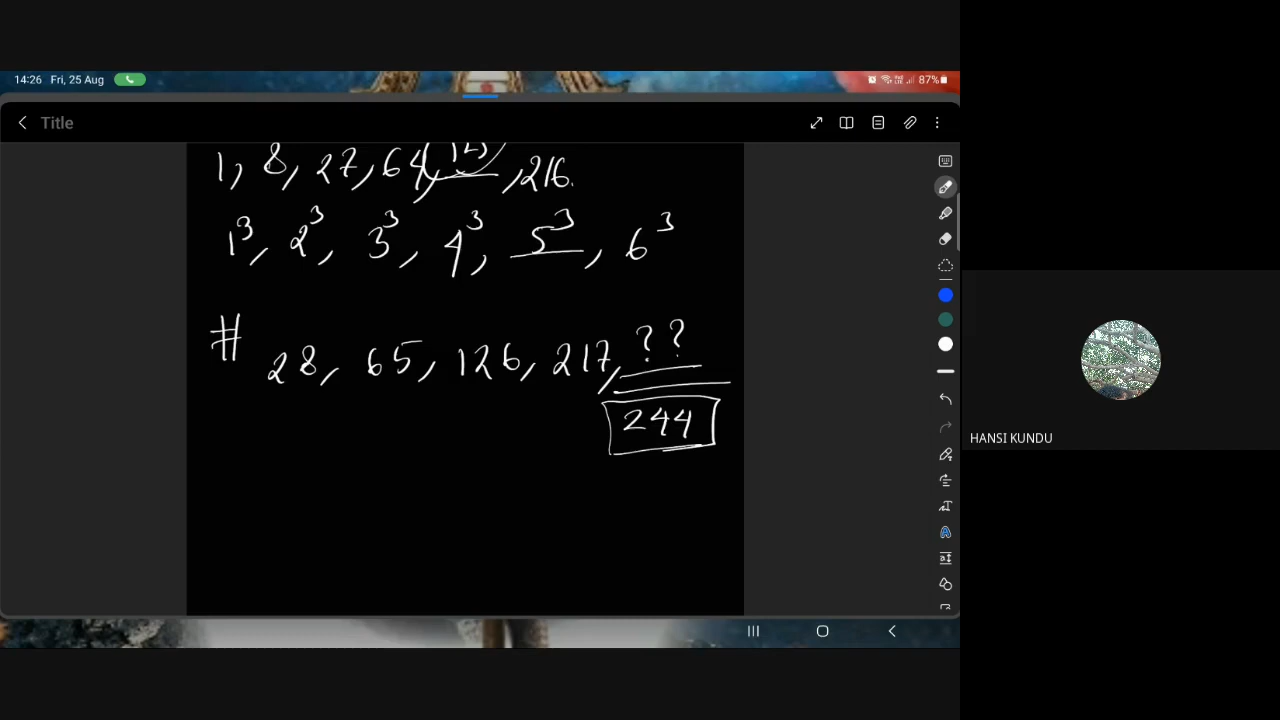 14:26 Fri, 25 Aug 87%
Title
1, 8, 27, 64, 125, 216.
1³, 2³, 3³, 4³, 5³, 6³
# 28, 65, 126, 217, ??
244
HANSI KUNDU